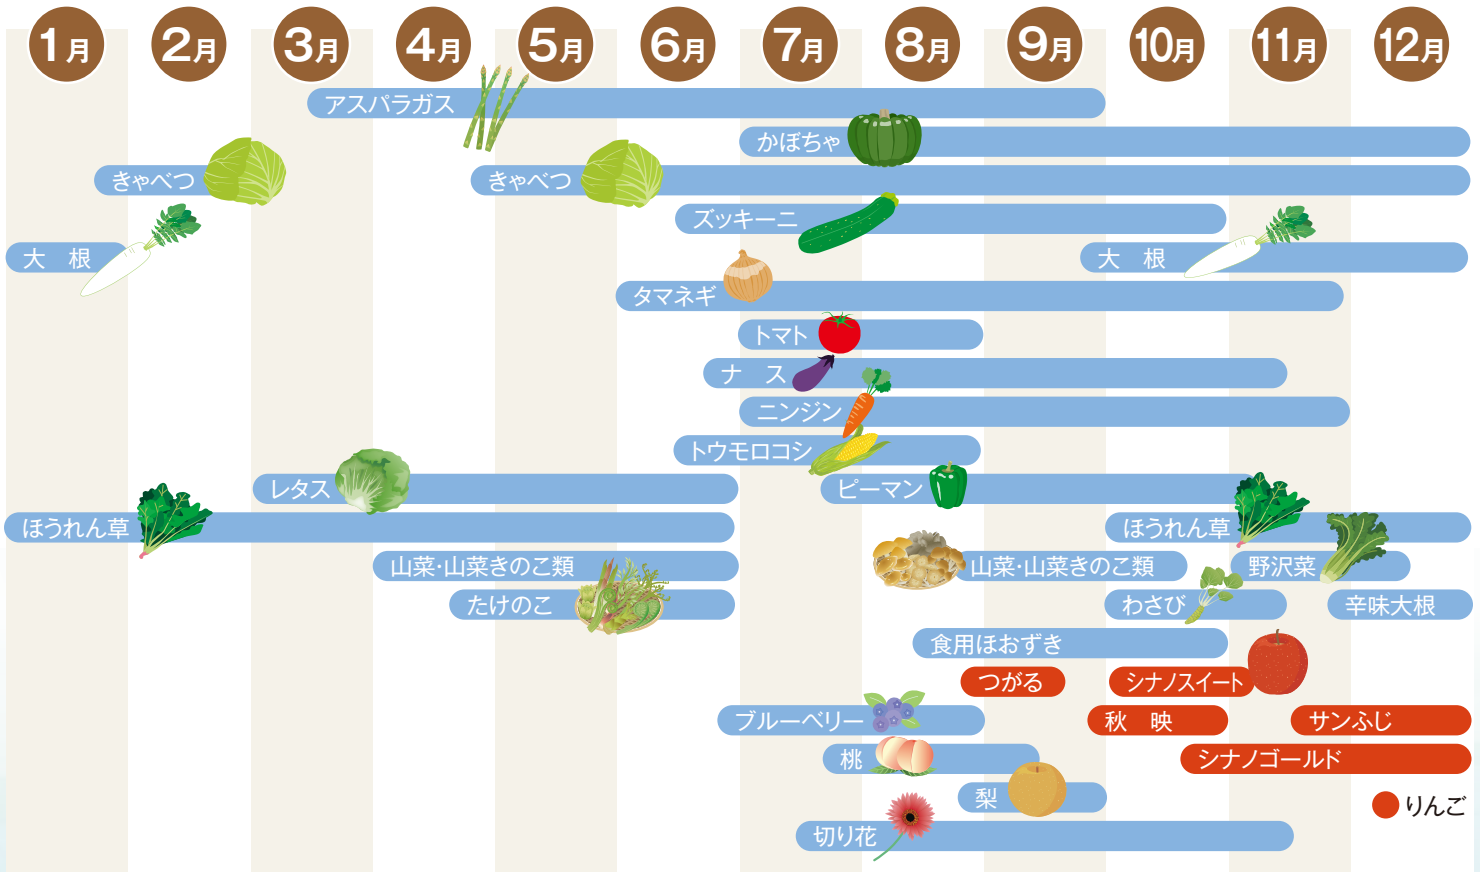 1月 2月 3月 4月 5月 6月 7月 8月 9月 10月 11月 12月
アスパラガス
かぼちゃ
きゃべつ きゃべつ
ズッキーニ
大 根 大 根
タマネギ
トマト
ナ ス
ニンジン
トウモロコシ
レタス ピーマン
ほうれん草 ほうれん草
山菜・山菜きのこ類 山菜・山菜きのこ類 野沢菜
たけのこ わさび 辛味大根
食用ほおずき
つがる シナノスイート
ブルーベリー 秋 映 サンふじ
桃 シナノゴールド
梨 りんご
切り花